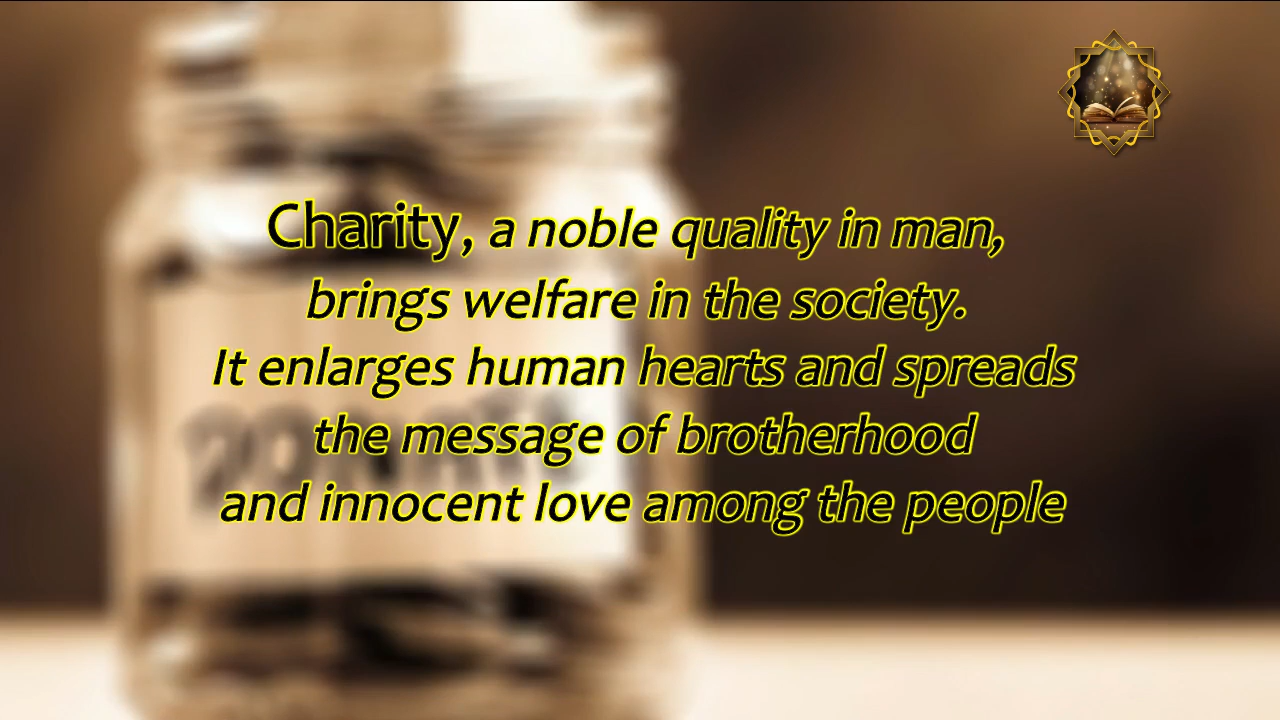 Charity, a noble quality in man,
brings welfare in the society.
It enlarges human hearts and spreads
the message of brotherhood
and innocent love among the people